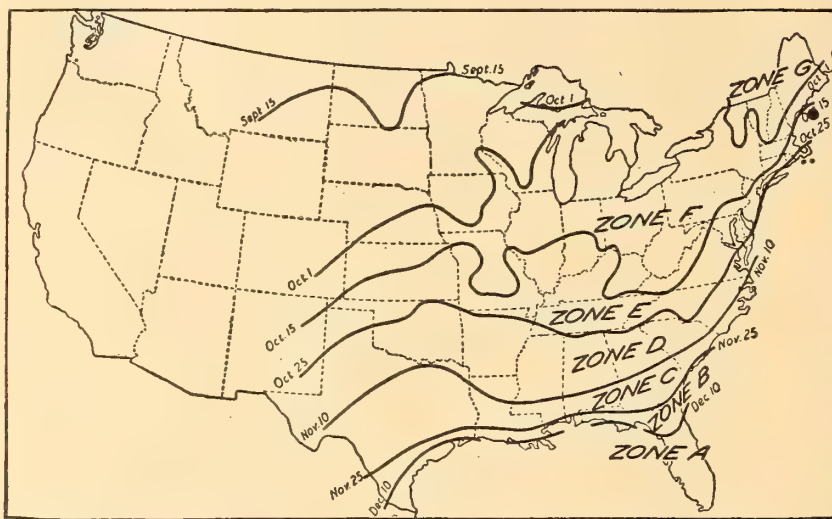 Sept. 15
Sept. 15
Oct 1
ZONE G
Oct 15
Oct 25
ZONE F
Oct 1
Nov. 10
Oct. 15
ZONE E
Oct. 25
ZONE D
Nov. 25
ZONE C
ZONE B
Nov. 10
Dec. 10
ZONE A
Nov. 25
Dec. 10